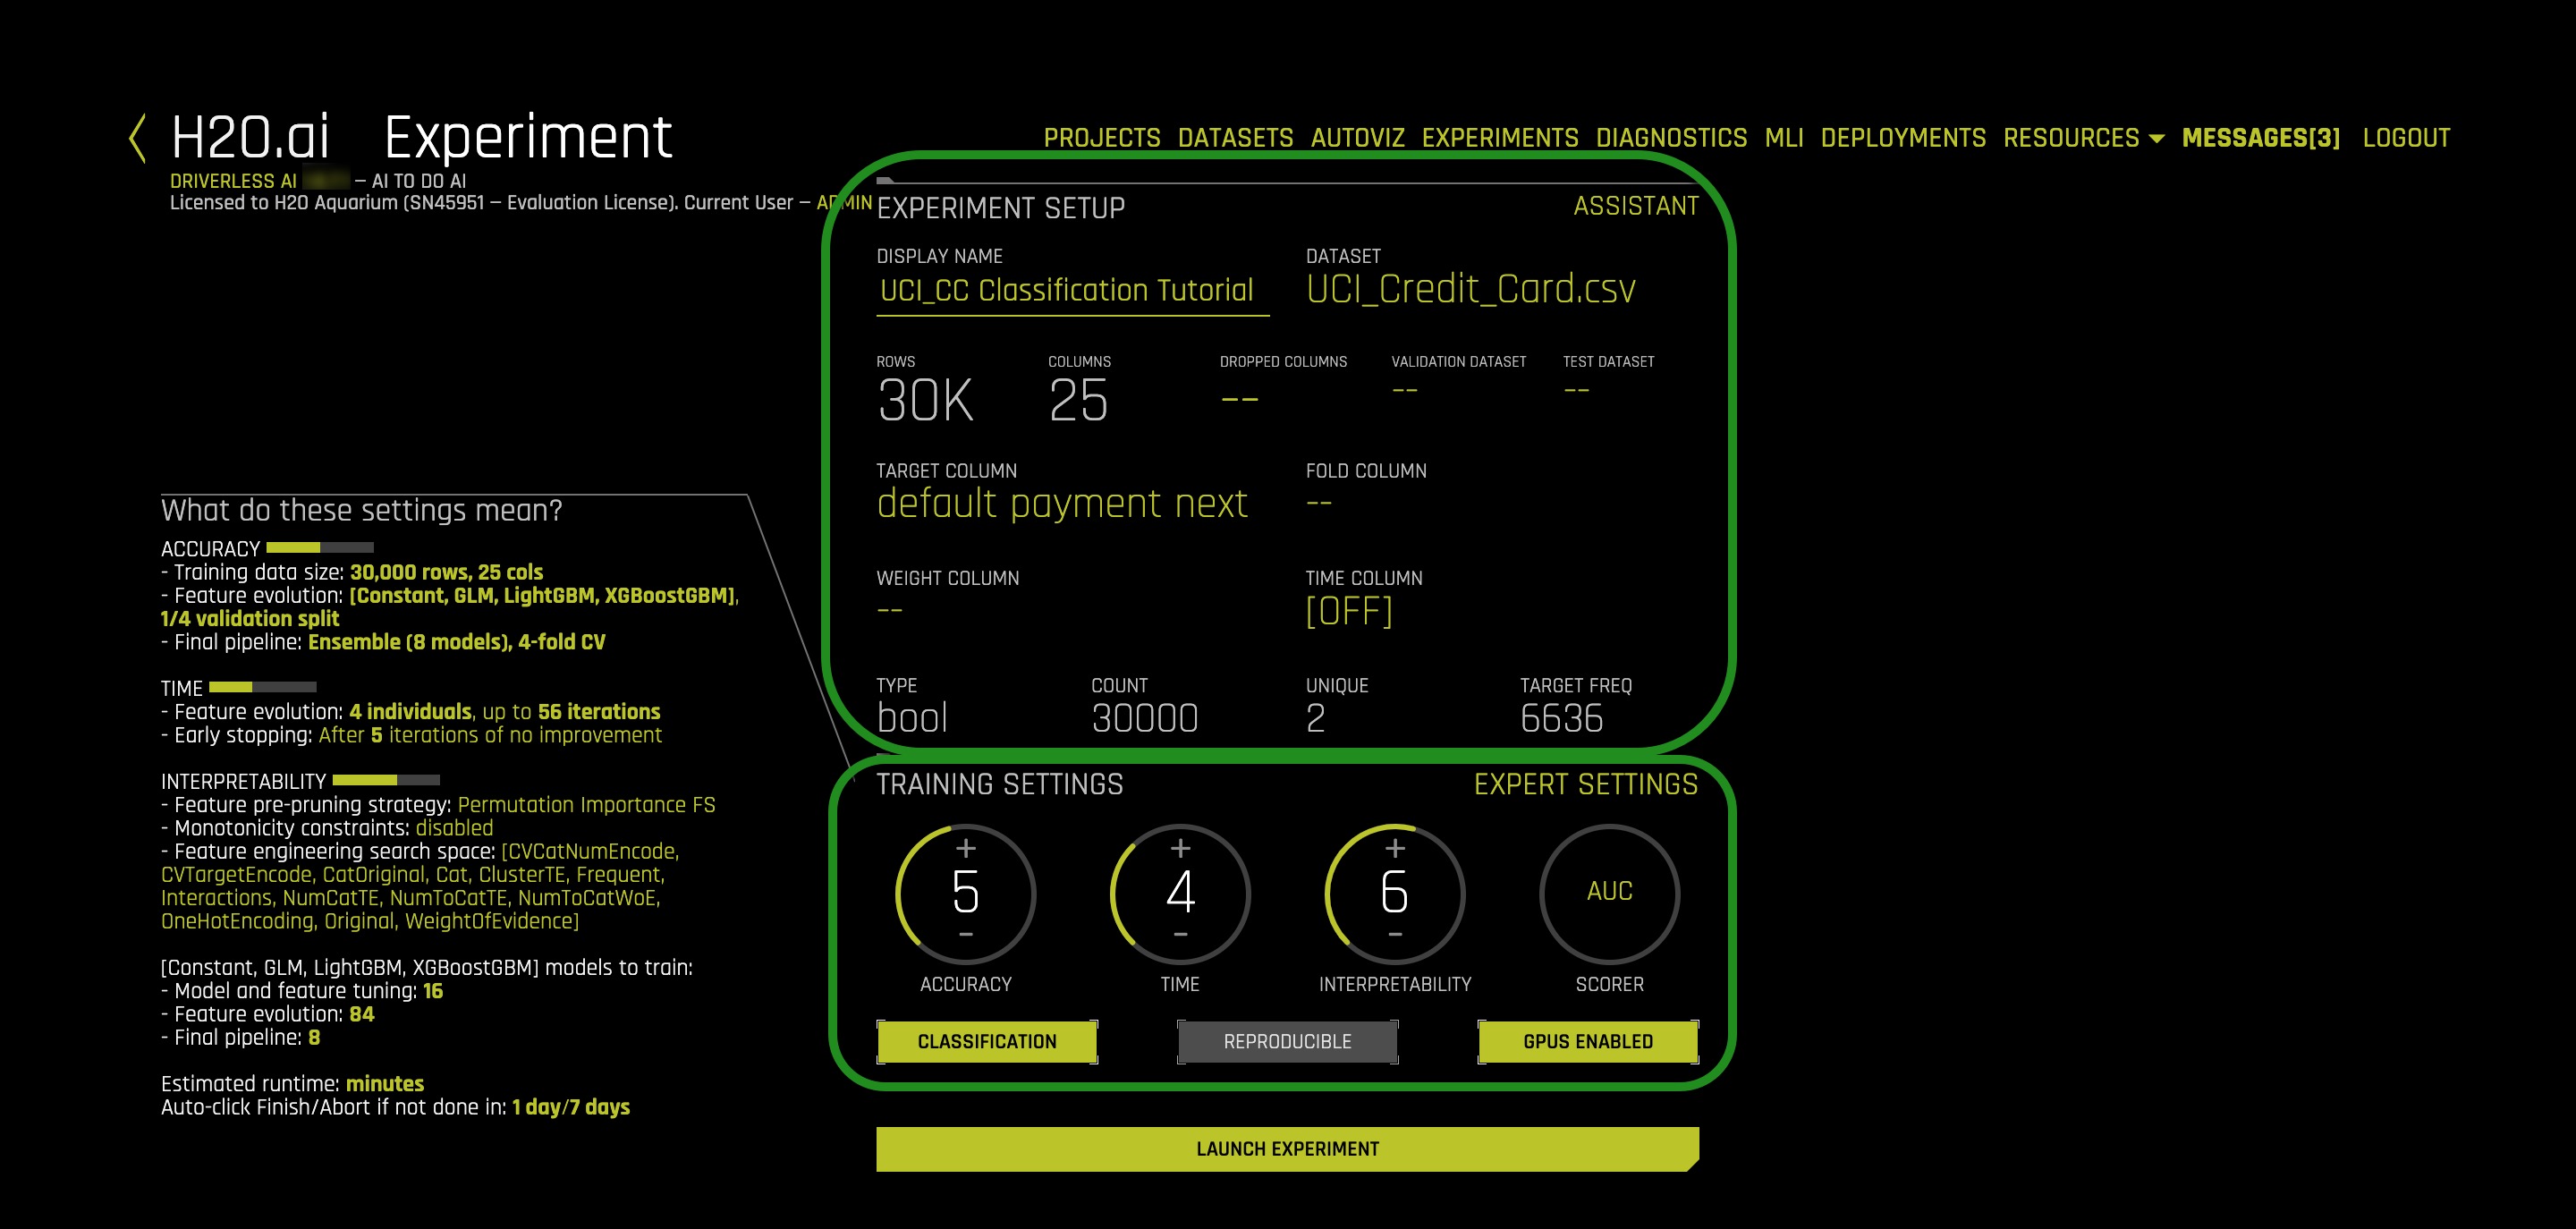 H2O.ai Experiment
DRIVERLESS AI — AI TO DO AI
Licensed to H2O Aquarium (SN45951 — Evaluation License). Current User — ADMIN
PROJECTS DATASETS AUTOVIZ EXPERIMENTS DIAGNOSTICS MLI DEPLOYMENTS RESOURCES MESSAGES[3] LOGOUT
What do these settings mean?
ACCURACY
- Training data size: 30,000 rows, 25 cols
- Feature evolution: [Constant, GLM, LightGBM, XGBoostGBM],
1/4 validation split
- Final pipeline: Ensemble (8 models), 4-fold CV
TIME
- Feature evolution: 4 individuals, up to 56 iterations
- Early stopping: After 5 iterations of no improvement
INTERPRETABILITY
- Feature pre-pruning strategy: Permutation Importance FS
- Monotonicity constraints: disabled
- Feature engineering search space: [CVCatNumEncode,
CVTargetEncode, CatOriginal, Cat, ClusterTE, Frequent,
Interactions, NumCatTE, NumToCatTE, NumToCatWoE,
OneHotEncoding, Original, WeightOfEvidence]
[Constant, GLM, LightGBM, XGBoostGBM] models to train:
- Model and feature tuning: 16
- Feature evolution: 84
- Final pipeline: 8
Estimated runtime: minutes
Auto-click Finish/Abort if not done in: 1 day/7 days
EXPERIMENT SETUP ASSISTANT
DISPLAY NAME DATASET
UCI_CC Classification Tutorial UCI_Credit_Card.csv
ROWS COLUMNS DROPPED COLUMNS VALIDATION DATASET TEST DATASET
30K 25 -- -- --
TARGET COLUMN FOLD COLUMN
default payment next --
WEIGHT COLUMN TIME COLUMN
-- [OFF]
TYPE COUNT UNIQUE TARGET FREQ
bool 30000 2 6636
TRAINING SETTINGS EXPERT SETTINGS
+ + +
5 4 6 AUC
- - -
ACCURACY TIME INTERPRETABILITY SCORER
CLASSIFICATION REPRODUCIBLE GPUS ENABLED
LAUNCH EXPERIMENT